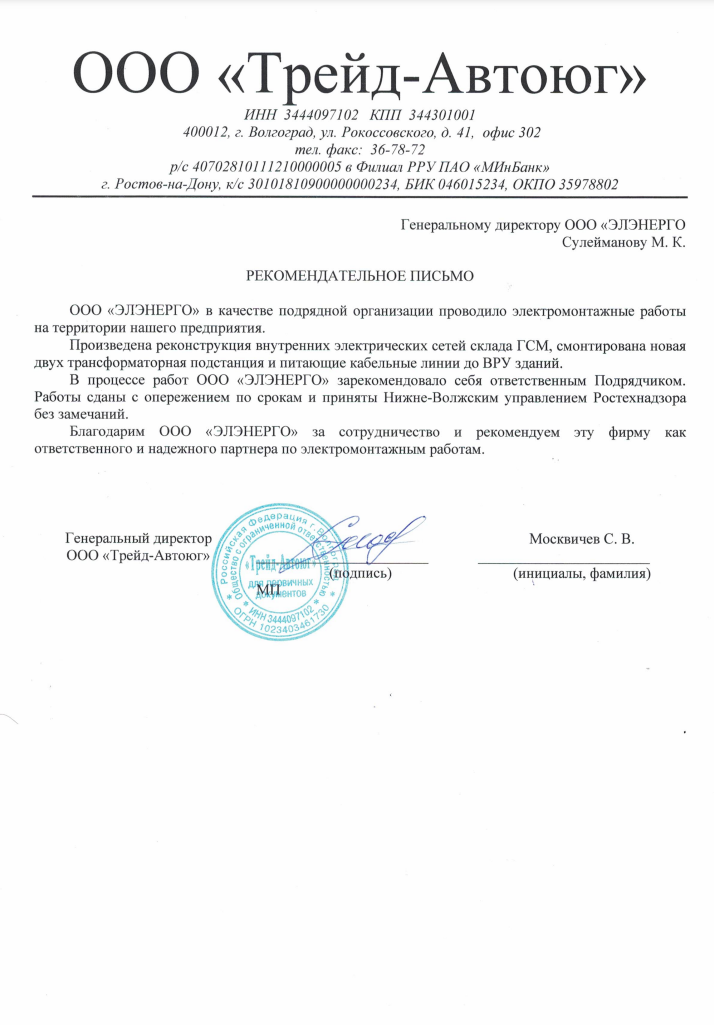 ООО «Трейд-Автоюг»
ИНН 3444097102 КПП 344301001
400012, г. Волгоград, ул. Рокоссовского, д. 41, офис 302
тел. факс: 36-78-72
р/с 40702810111210000005 в Филиал РРУ ПАО «МИнБанк»
г. Ростов-на-Дону, к/с 30101810900000000234, БИК 046015234, ОКПО 35978802
Генеральному директору ООО «ЭЛЭНЕРГО
Сулейманову М. К.
РЕКОМЕНДАТЕЛЬНОЕ ПИСЬМО
ООО «ЭЛЭНЕРГО» в качестве подрядной организации проводило электромонтажные работы
на территории нашего предприятия.
Произведена реконструкция внутренних электрических сетей склада ГСМ, смонтирована новая
двух трансформаторная подстанция и питающие кабельные линии до ВРУ зданий.
В процессе работ ООО «ЭЛЭНЕРГО» зарекомендовало себя ответственным Подрядчиком.
Работы сданы с опережением по срокам и приняты Нижне-Волжским управлением Ростехнадзора
без замечаний.
Благодарим ООО «ЭЛЭНЕРГО» за сотрудничество и рекомендуем эту фирму как
ответственного и надежного партнера по электромонтажным работам.
Генеральный директор
ООО «Трейд-Автоюг»
Москвичев С. В.
(подпись)
(инициалы, фамилия)
МП
Российская Федерация г.
Общество с ограниченной ответственностью
«Трейд-Автоюг»
для первичных
документов
* ИНН 3444097102 *
* ОГРН 1023403461730 *